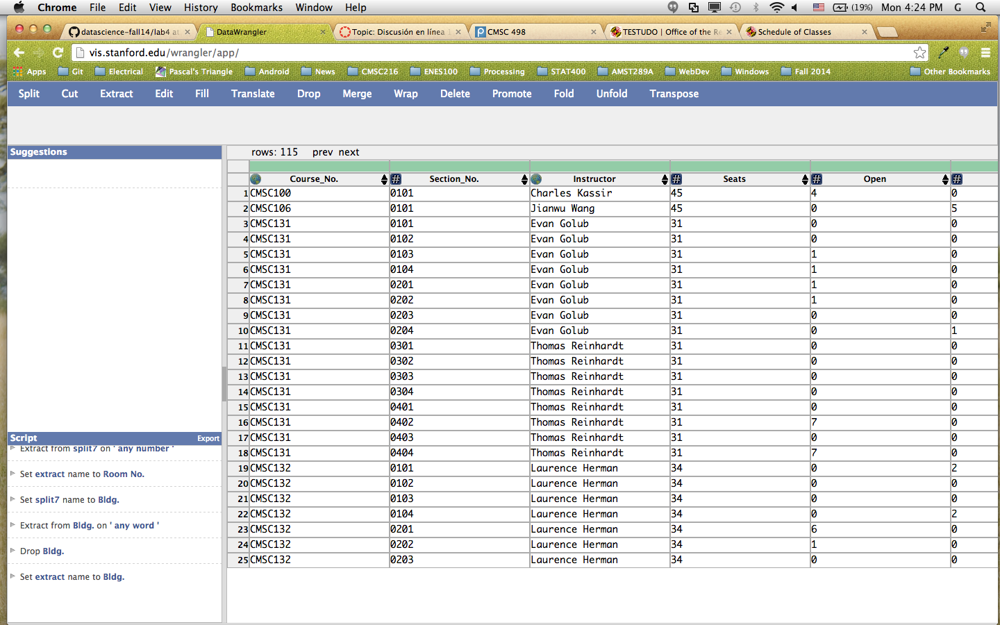 Chrome File Edit View History Bookmarks Window Help (19%) Mon 4:24 PM G
datascience-fall14/lab4 at DataWrangler Topic: Discusión en línea 1 CMSC 498 TESTUDO | Office of the Re Schedule of Classes
vis.stanford.edu/wrangler/app/
Apps Git Electrical Pascal's Triangle Android News CMSC216 ENES100 Processing STAT400 AMST289A WebDev Windows Fall 2014 Other Bookmarks
Split Cut Extract Edit Fill Translate Drop Merge Wrap Delete Promote Fold Unfold Transpose
Suggestions
rows: 115 prev next
# Course_No. # Section_No. Instructor # Seats # Open #
1 CMSC100 0101 Charles Kassir 45 4 0
2 CMSC106 0101 Jianwu Wang 45 0 5
3 CMSC131 0101 Evan Golub 31 0 0
4 CMSC131 0102 Evan Golub 31 0 0
5 CMSC131 0103 Evan Golub 31 1 0
6 CMSC131 0104 Evan Golub 31 1 0
7 CMSC131 0201 Evan Golub 31 1 0
8 CMSC131 0202 Evan Golub 31 1 0
9 CMSC131 0203 Evan Golub 31 0 0
10 CMSC131 0204 Evan Golub 31 0 1
11 CMSC131 0301 Thomas Reinhardt 31 0 0
12 CMSC131 0302 Thomas Reinhardt 31 0 0
13 CMSC131 0303 Thomas Reinhardt 31 0 0
14 CMSC131 0304 Thomas Reinhardt 31 0 0
15 CMSC131 0401 Thomas Reinhardt 31 0 0
16 CMSC131 0402 Thomas Reinhardt 31 7 0
17 CMSC131 0403 Thomas Reinhardt 31 0 0
18 CMSC131 0404 Thomas Reinhardt 31 7 0
19 CMSC132 0101 Laurence Herman 34 0 2
20 CMSC132 0102 Laurence Herman 34 0 0
21 CMSC132 0103 Laurence Herman 34 0 0
22 CMSC132 0104 Laurence Herman 34 0 2
23 CMSC132 0201 Laurence Herman 34 6 0
24 CMSC132 0202 Laurence Herman 34 1 0
25 CMSC132 0203 Laurence Herman 34 0 0
Script Export
Extract from split7 on ' any number '
Set extract name to Room No.
Set split7 name to Bldg.
Extract from Bldg. on ' any word '
Drop Bldg.
Set extract name to Bldg.